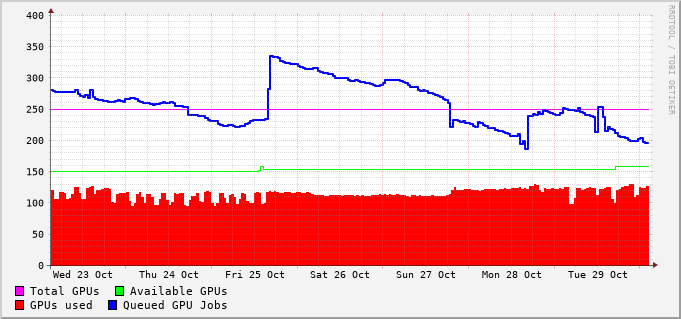 RRDTOOL / TOBI OETIKER
400
350
300
250
200
150
100
50
0
Wed 23 Oct Thu 24 Oct Fri 25 Oct Sat 26 Oct Sun 27 Oct Mon 28 Oct Tue 29 Oct
Total GPUs Available GPUs
GPUs used Queued GPU Jobs